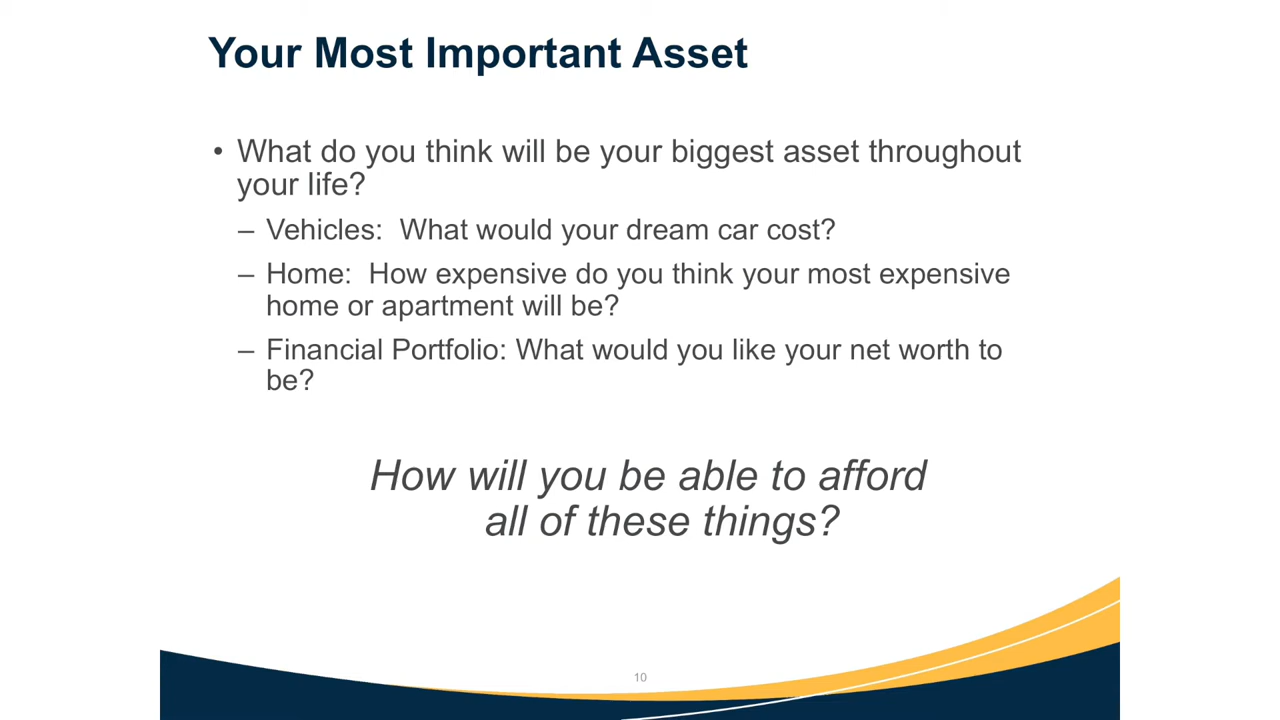 Your Most Important Asset
• What do you think will be your biggest asset throughout
your life?
– Vehicles:  What would your dream car cost?
– Home:  How expensive do you think your most expensive
home or apartment will be?
– Financial Portfolio: What would you like your net worth to
be?
How will you be able to afford
all of these things?
10